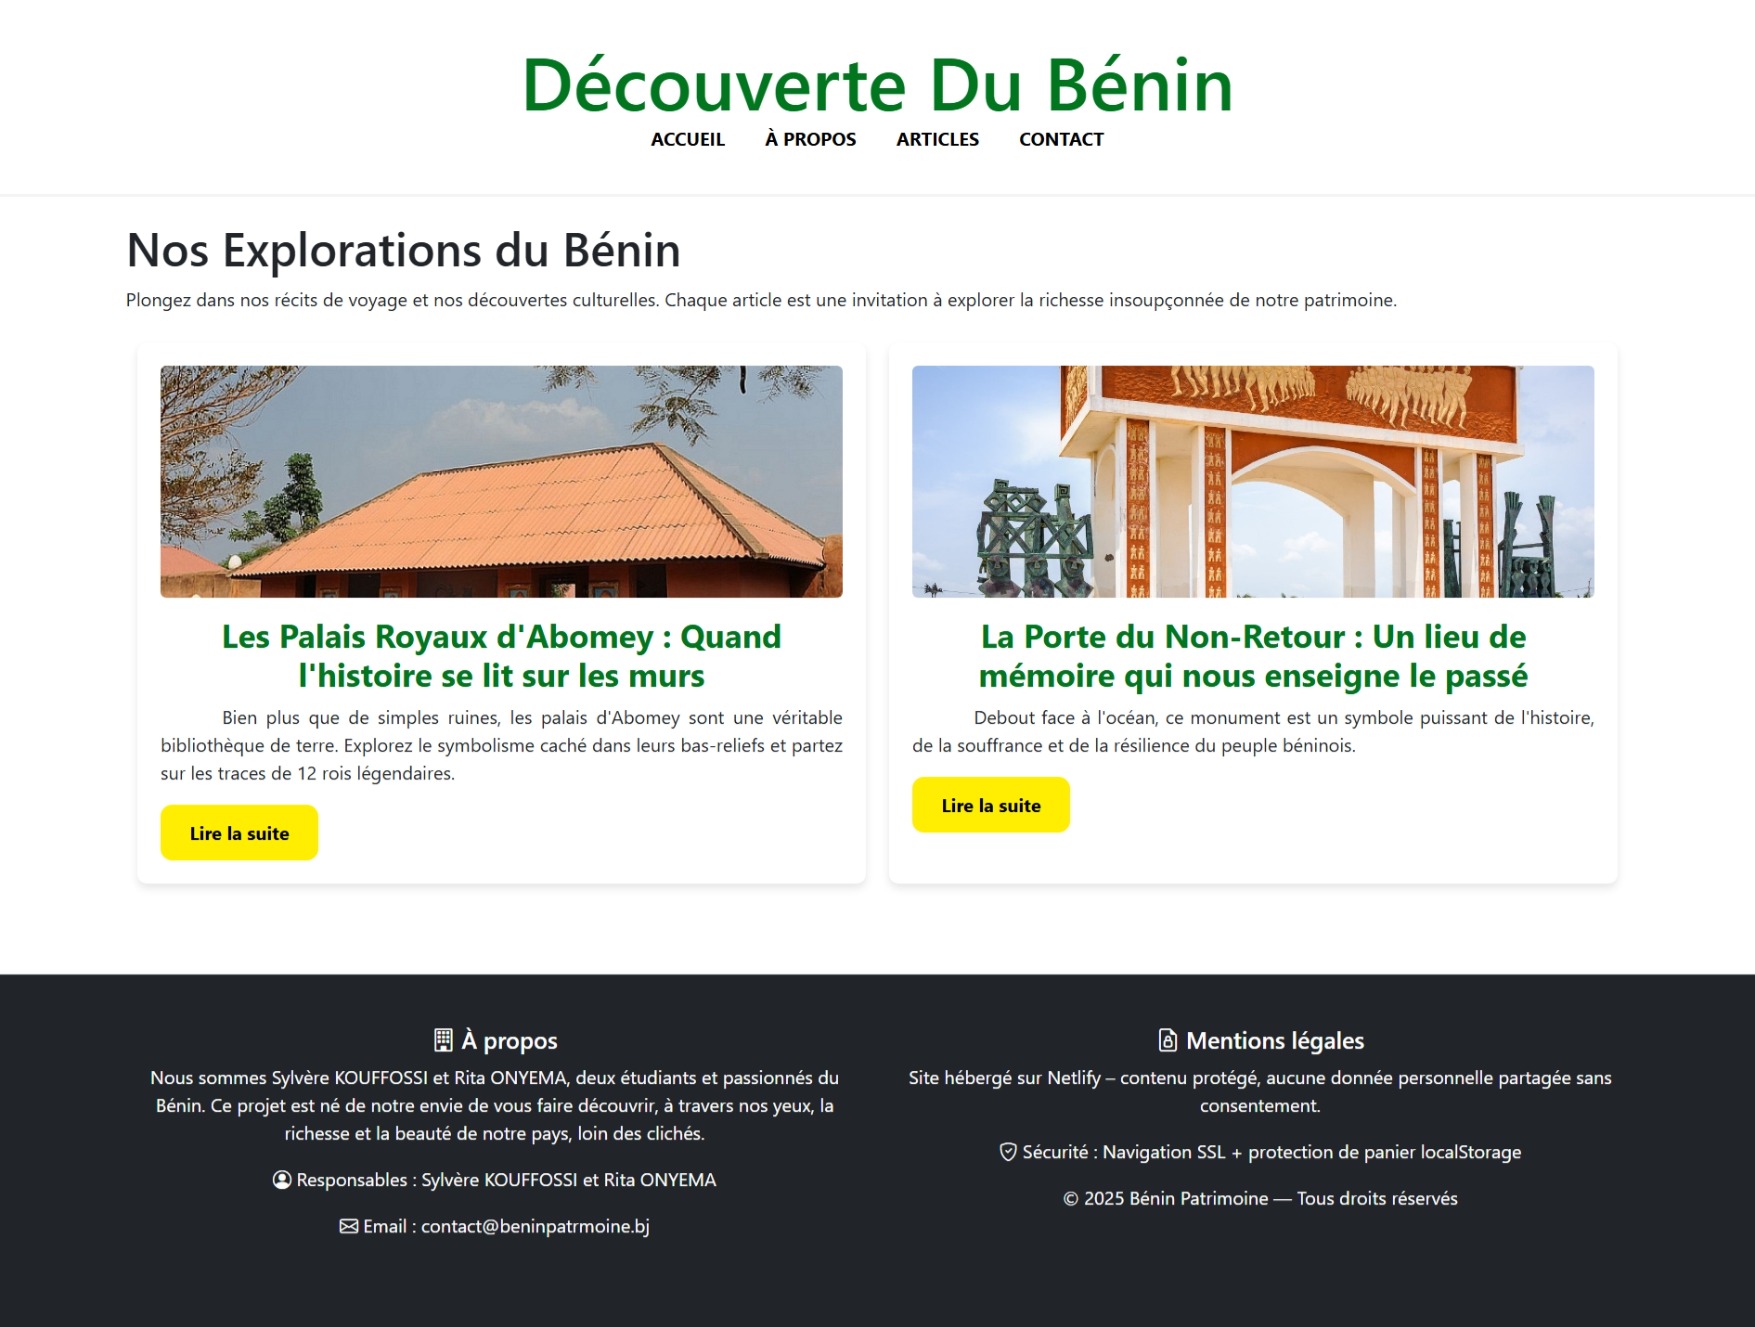 Découverte Du Bénin
ACCUEIL À PROPOS ARTICLES CONTACT
Nos Explorations du Bénin
Plongez dans nos récits de voyage et nos découvertes culturelles. Chaque article est une invitation à explorer la richesse insoupçonnée de notre patrimoine.
Les Palais Royaux d'Abomey : Quand
l'histoire se lit sur les murs
Bien plus que de simples ruines, les palais d'Abomey sont une véritable
bibliothèque de terre. Explorez le symbolisme caché dans leurs bas-reliefs et partez
sur les traces de 12 rois légendaires.
Lire la suite
La Porte du Non-Retour : Un lieu de
mémoire qui nous enseigne le passé
Debout face à l'océan, ce monument est un symbole puissant de l'histoire,
de la souffrance et de la résilience du peuple béninois.
Lire la suite
À propos
Nous sommes Sylvère KOUFFOSSI et Rita ONYEMA, deux étudiants et passionnés du
Bénin. Ce projet est né de notre envie de vous faire découvrir, à travers nos yeux, la
richesse et la beauté de notre pays, loin des clichés.
Responsables : Sylvère KOUFFOSSI et Rita ONYEMA
Email : contact@beninpatrmoine.bj
Mentions légales
Site hébergé sur Netlify – contenu protégé, aucune donnée personnelle partagée sans
consentement.
Sécurité : Navigation SSL + protection de panier localStorage
© 2025 Bénin Patrimoine — Tous droits réservés